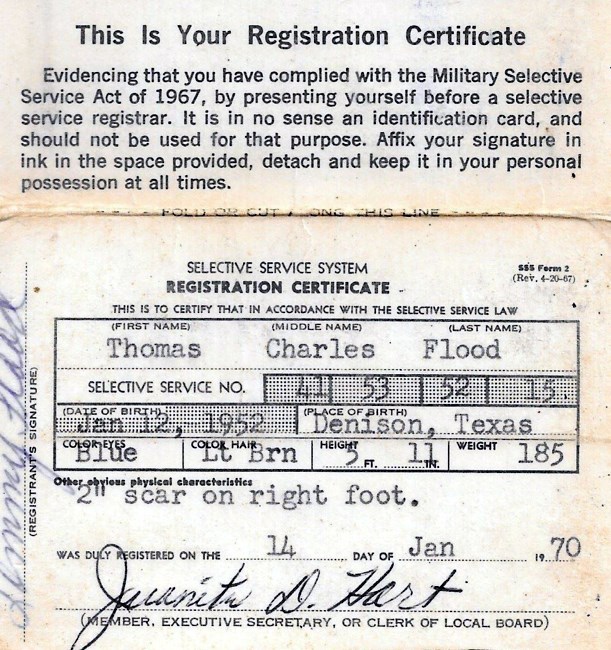 This Is Your Registration Certificate
Evidencing that you have complied with the Military Selective
Service Act of 1967, by presenting yourself before a selective
service registrar. It is in no sense an identification card, and
should not be used for that purpose. Affix your signature in
ink in the space provided, detach and keep it in your personal
possession at all times.
FOLD OR CUT ALONG THIS LINE
SELECTIVE SERVICE SYSTEM
SSS Form 2
REGISTRATION CERTIFICATE
(Rev. 4-20-67)
THIS IS TO CERTIFY THAT IN ACCORDANCE WITH THE SELECTIVE SERVICE LAW
(FIRST NAME) (MIDDLE NAME) (LAST NAME)
Thomas Charles Flood
SELECTIVE SERVICE NO. 41 53 52 15
(DATE OF BIRTH) (PLACE OF BIRTH)
Jan 12, 1952 Denison, Texas
COLOR EYES COLOR HAIR HEIGHT WEIGHT
Blue Lt Brn 5 FT. 11 IN. 185
Other obvious physical characteristics
2" scar on right foot.
WAS DULY REGISTERED ON THE 14 DAY OF Jan 19 70
Juanita D. Hart
(MEMBER, EXECUTIVE SECRETARY, OR CLERK OF LOCAL BOARD)
(REGISTRANT'S SIGNATURE)